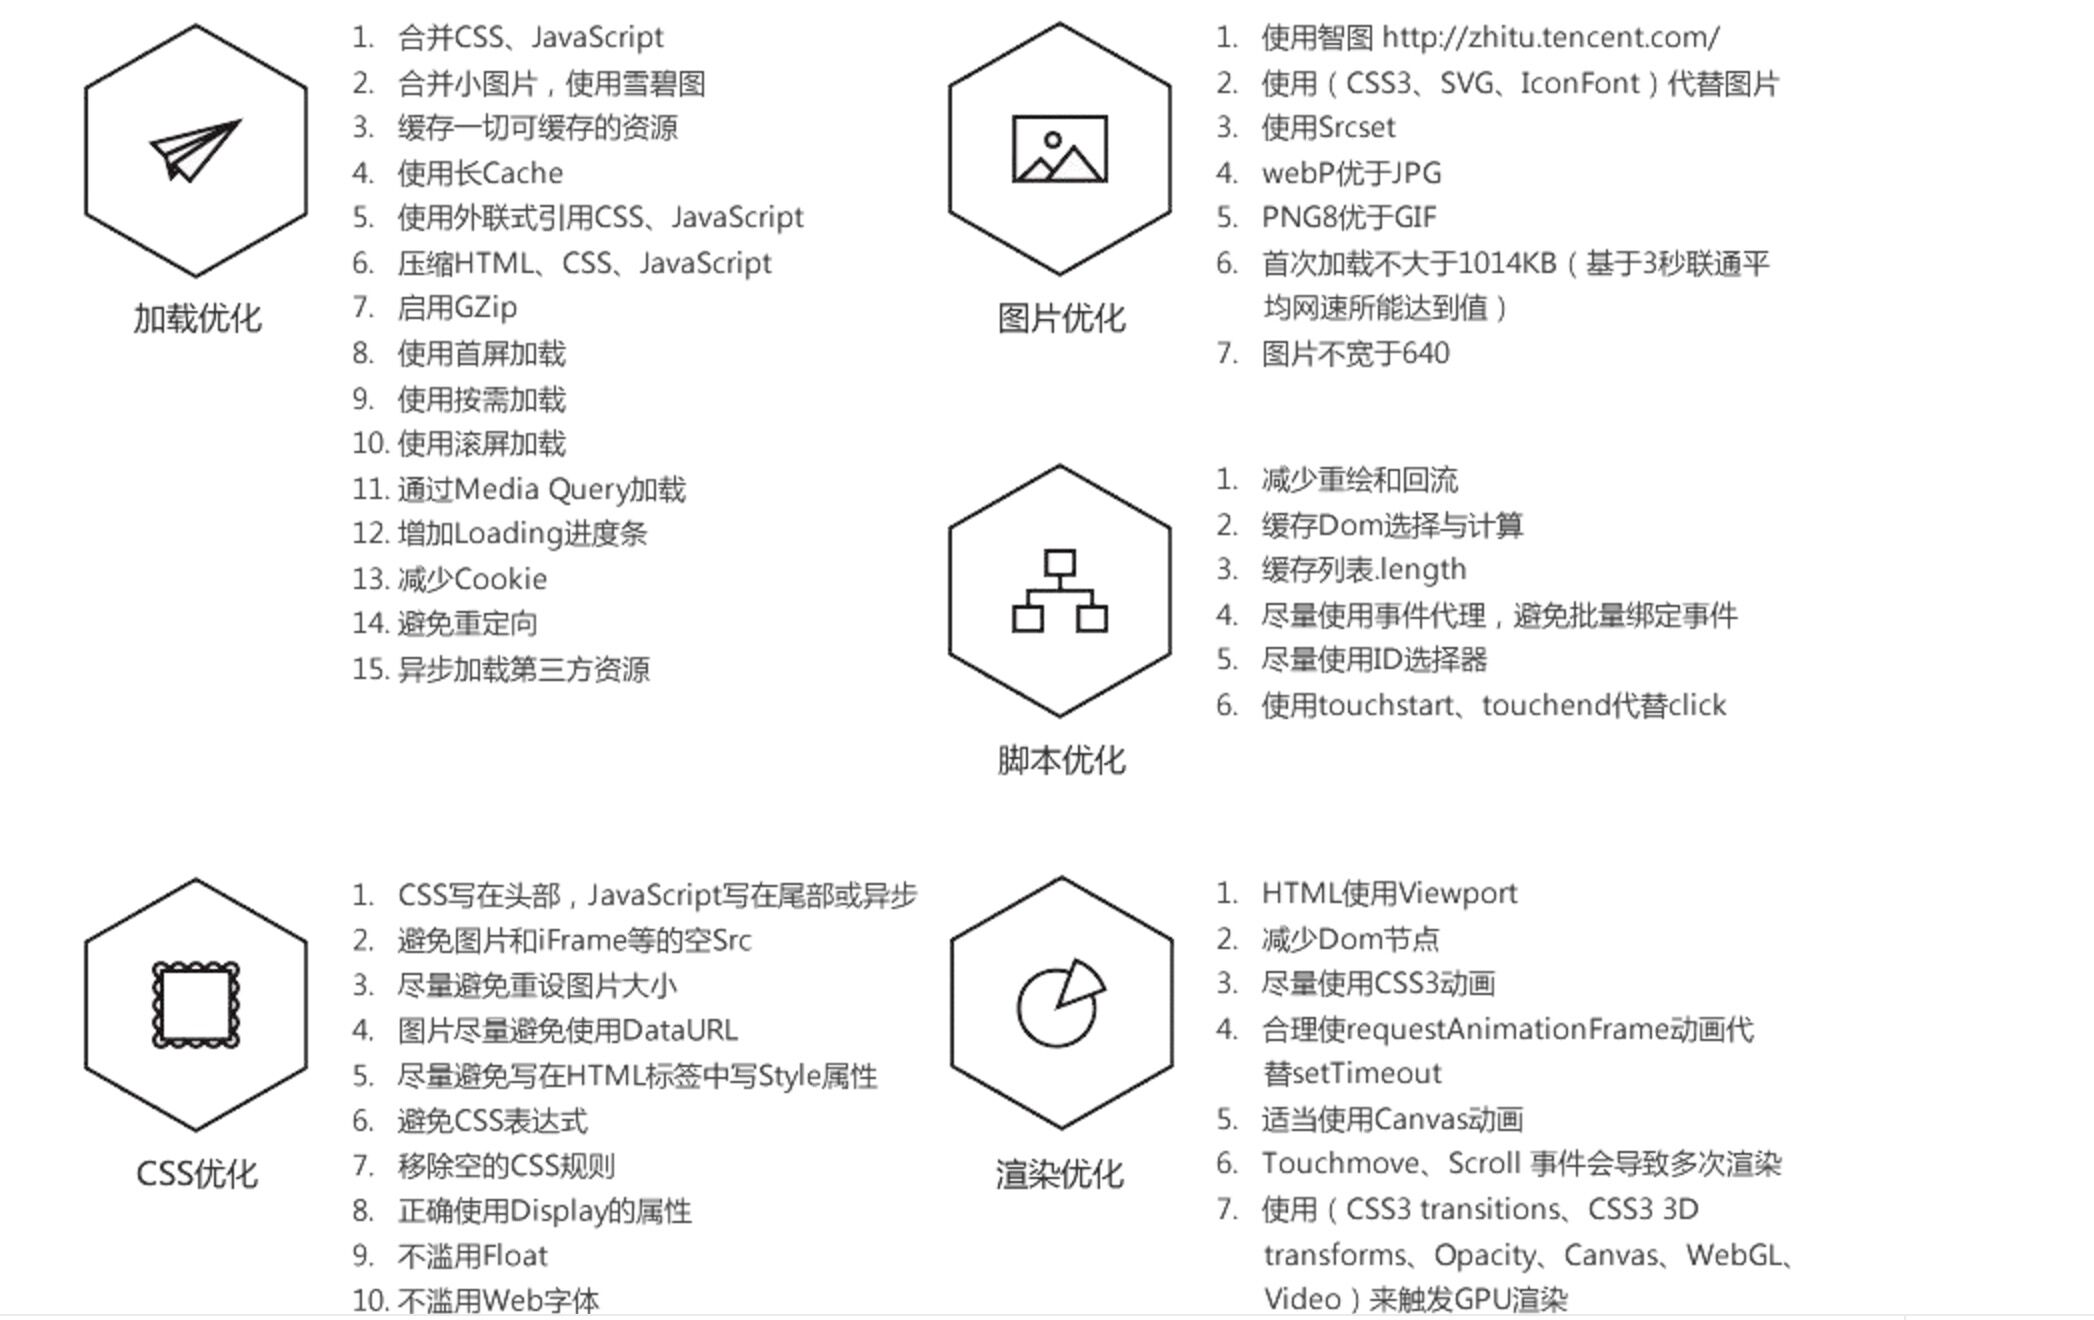 加载优化
1. 合并CSS、JavaScript
2. 合并小图片，使用雪碧图
3. 缓存一切可缓存的资源
4. 使用长Cache
5. 使用外联式引用CSS、JavaScript
6. 压缩HTML、CSS、JavaScript
7. 启用GZip
8. 使用首屏加载
9. 使用按需加载
10. 使用滚屏加载
11. 通过Media Query加载
12. 增加Loading进度条
13. 减少Cookie
14. 避免重定向
15. 异步加载第三方资源
图片优化
1. 使用智图 http://zhitu.tencent.com/
2. 使用（CSS3、SVG、IconFont）代替图片
3. 使用Srcset
4. webP优于JPG
5. PNG8优于GIF
6. 首次加载不大于1014KB（基于3秒联通平
均网速所能达到值）
7. 图片不宽于640
脚本优化
1. 减少重绘和回流
2. 缓存Dom选择与计算
3. 缓存列表.length
4. 尽量使用事件代理，避免批量绑定事件
5. 尽量使用ID选择器
6. 使用touchstart、touchend代替click
CSS优化
1. CSS写在头部，JavaScript写在尾部或异步
2. 避免图片和iFrame等的空Src
3. 尽量避免重设图片大小
4. 图片尽量避免使用DataURL
5. 尽量避免写在HTML标签中写Style属性
6. 避免CSS表达式
7. 移除空的CSS规则
8. 正确使用Display的属性
9. 不滥用Float
10. 不滥用Web字体
渲染优化
1. HTML使用Viewport
2. 减少Dom节点
3. 尽量使用CSS3动画
4. 合理使requestAnimationFrame动画代
替setTimeout
5. 适当使用Canvas动画
6. Touchmove、Scroll 事件会导致多次渲染
7. 使用（CSS3 transitions、CSS3 3D
transforms、Opacity、Canvas、WebGL、
Video）来触发GPU渲染